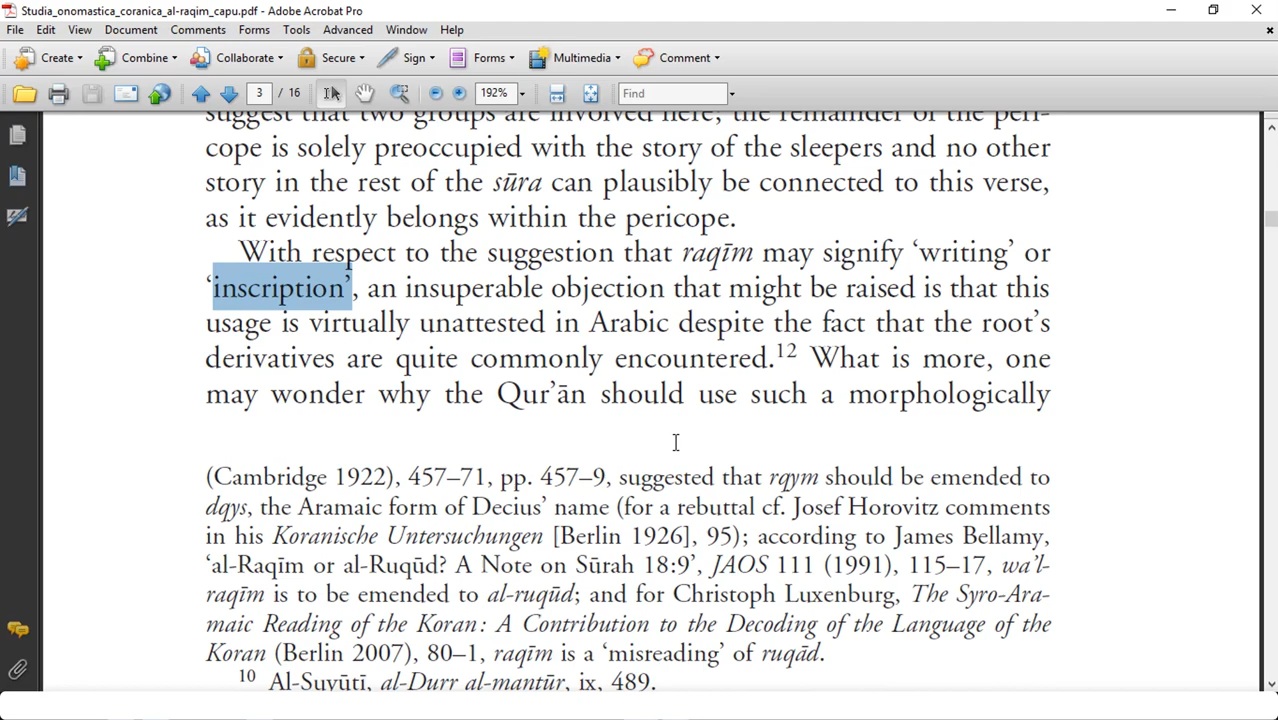 Studia_onomastica_coranica_al-raqim_capu.pdf - Adobe Acrobat Pro
File Edit View Document Comments Forms Tools Advanced Window Help
Create Combine Collaborate Secure Sign Forms Multimedia Comment
3 / 16 192% Find
suggest that two groups are involved here, the remainder of the peri-
cope is solely preoccupied with the story of the sleepers and no other
story in the rest of the sūra can plausibly be connected to this verse,
as it evidently belongs within the pericope.
With respect to the suggestion that raqīm may signify ‘writing’ or
‘inscription’, an insuperable objection that might be raised is that this
usage is virtually unattested in Arabic despite the fact that the root’s
derivatives are quite commonly encountered.12 What is more, one
may wonder why the Qur’ān should use such a morphologically
(Cambridge 1922), 457–71, pp. 457–9, suggested that rqym should be emended to
dqys, the Aramaic form of Decius’ name (for a rebuttal cf. Josef Horovitz comments
in his Koranische Untersuchungen [Berlin 1926], 95); according to James Bellamy,
‘al-Raqīm or al-Ruqūd? A Note on Sūrah 18:9’, JAOS 111 (1991), 115–17, wa’l-
raqīm is to be emended to al-ruqūd; and for Christoph Luxenburg, The Syro-Ara-
maic Reading of the Koran: A Contribution to the Decoding of the Language of the
Koran (Berlin 2007), 80–1, raqīm is a ‘misreading’ of ruqād.
10 Al-Suyūtī, al-Durr al-mantūr, ix, 489.